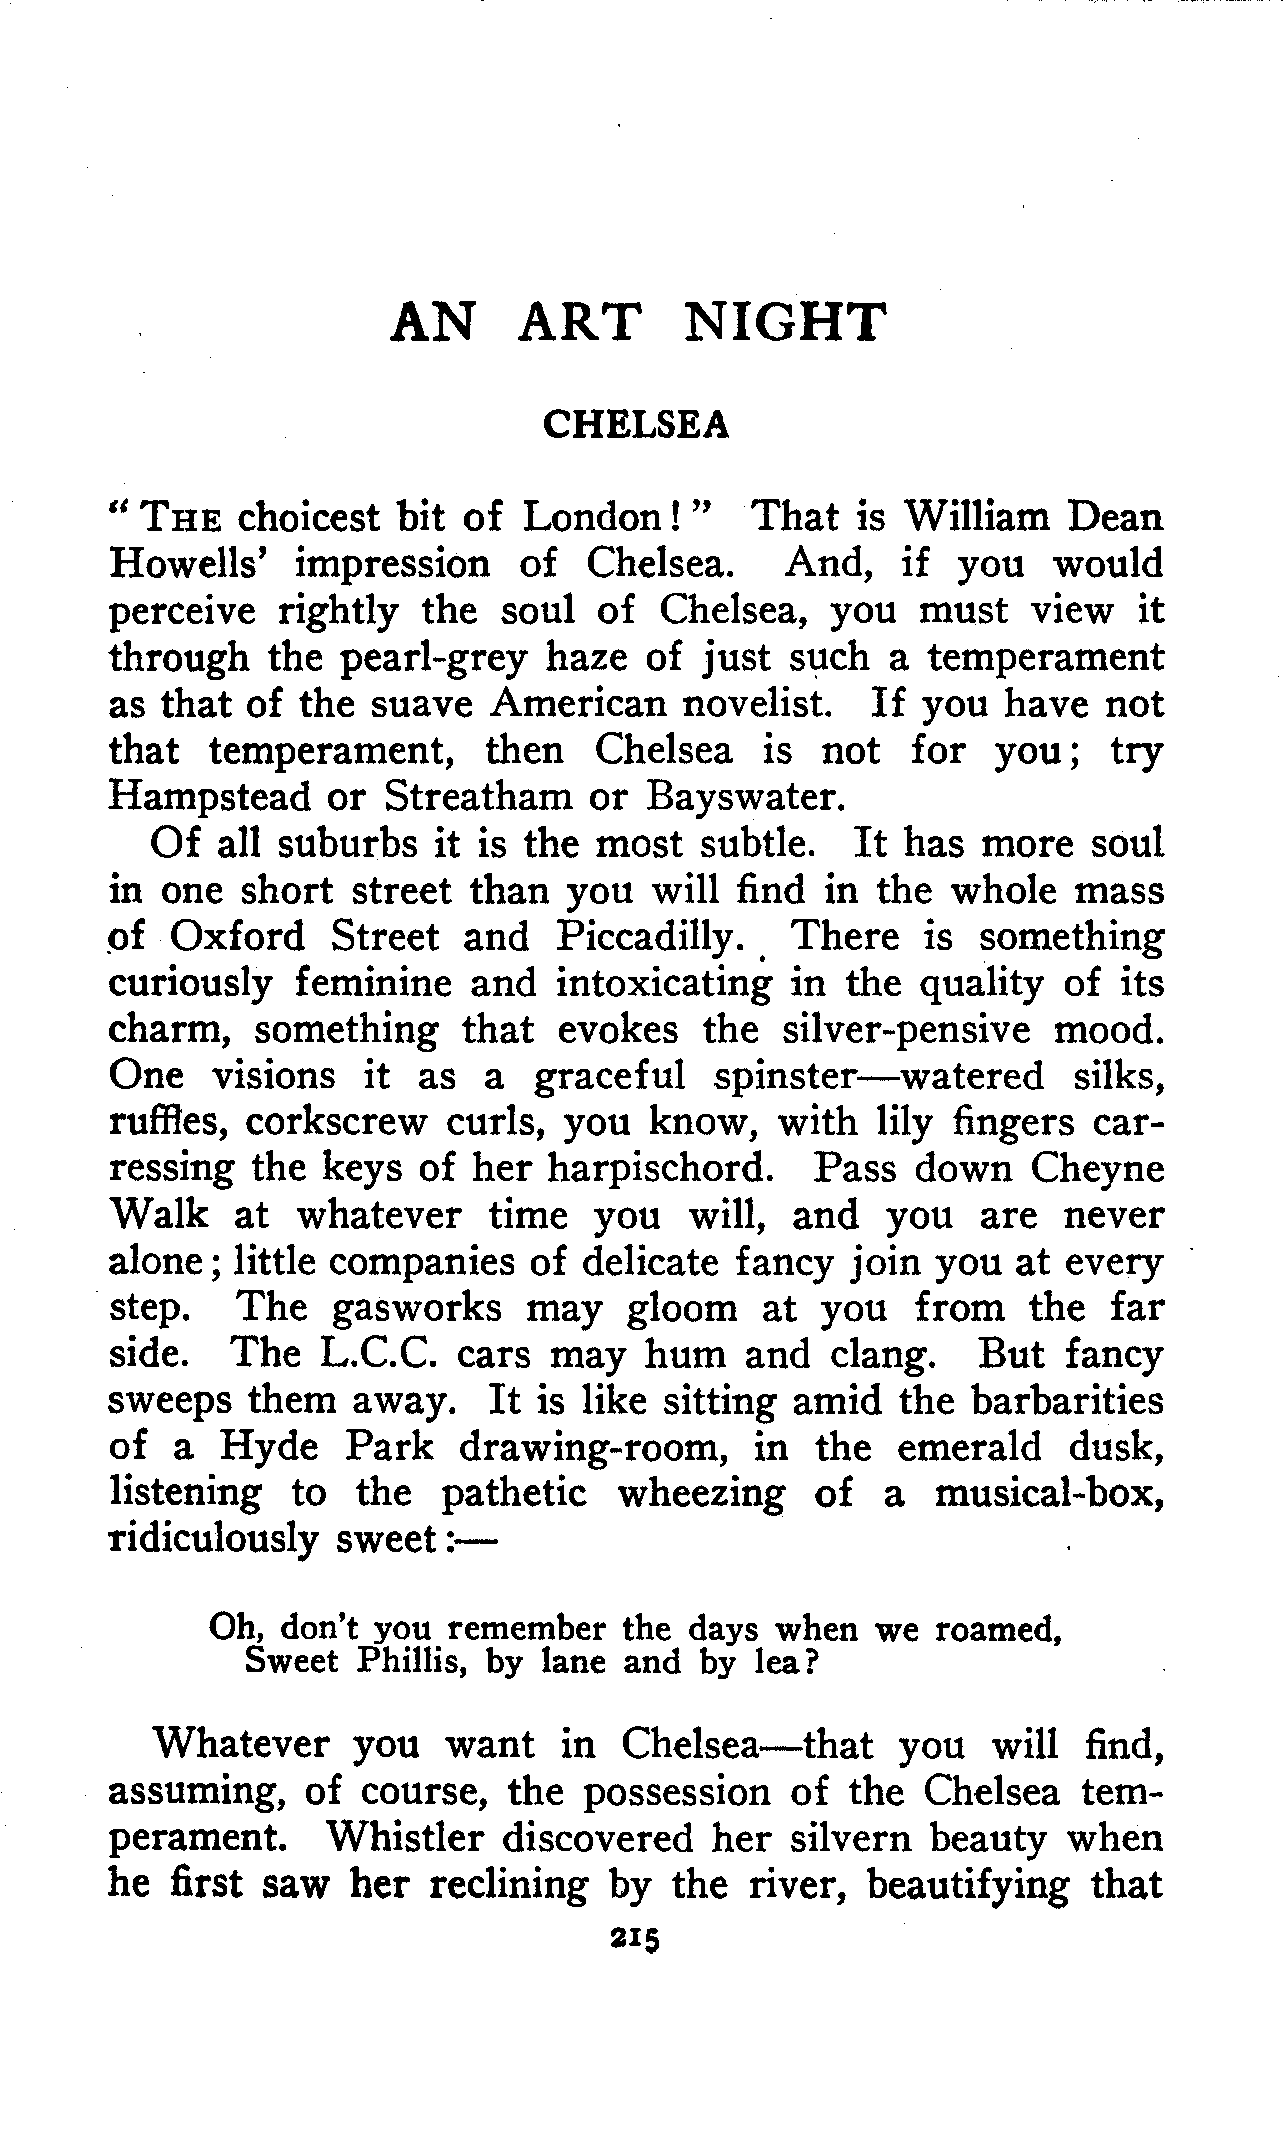 AN ART NIGHT
CHELSEA
" THE choicest bit of London ! " That is William Dean
Howells' impression of Chelsea. And, if you would
perceive rightly the soul of Chelsea, you must view it
through the pearl-grey haze of just such a temperament
as that of the suave American novelist. If you have not
that temperament, then Chelsea is not for you ; try
Hampstead or Streatham or Bayswater.
Of all suburbs it is the most subtle. It has more soul
in one short street than you will find in the whole mass
of Oxford Street and Piccadilly. There is something
curiously feminine and intoxicating in the quality of its
charm, something that evokes the silver-pensive mood.
One visions it as a graceful spinster—watered silks,
ruffles, corkscrew curls, you know, with lily fingers car-
ressing the keys of her harpischord. Pass down Cheyne
Walk at whatever time you will, and you are never
alone ; little companies of delicate fancy join you at every
step. The gasworks may gloom at you from the far
side. The L.C.C. cars may hum and clang. But fancy
sweeps them away. It is like sitting amid the barbarities
of a Hyde Park drawing-room, in the emerald dusk,
listening to the pathetic wheezing of a musical-box,
ridiculously sweet :—
Oh, don't you remember the days when we roamed,
Sweet Phillis, by lane and by lea?
Whatever you want in Chelsea—that you will find,
assuming, of course, the possession of the Chelsea tem-
perament. Whistler discovered her silvern beauty when
he first saw her reclining by the river, beautifying that
215